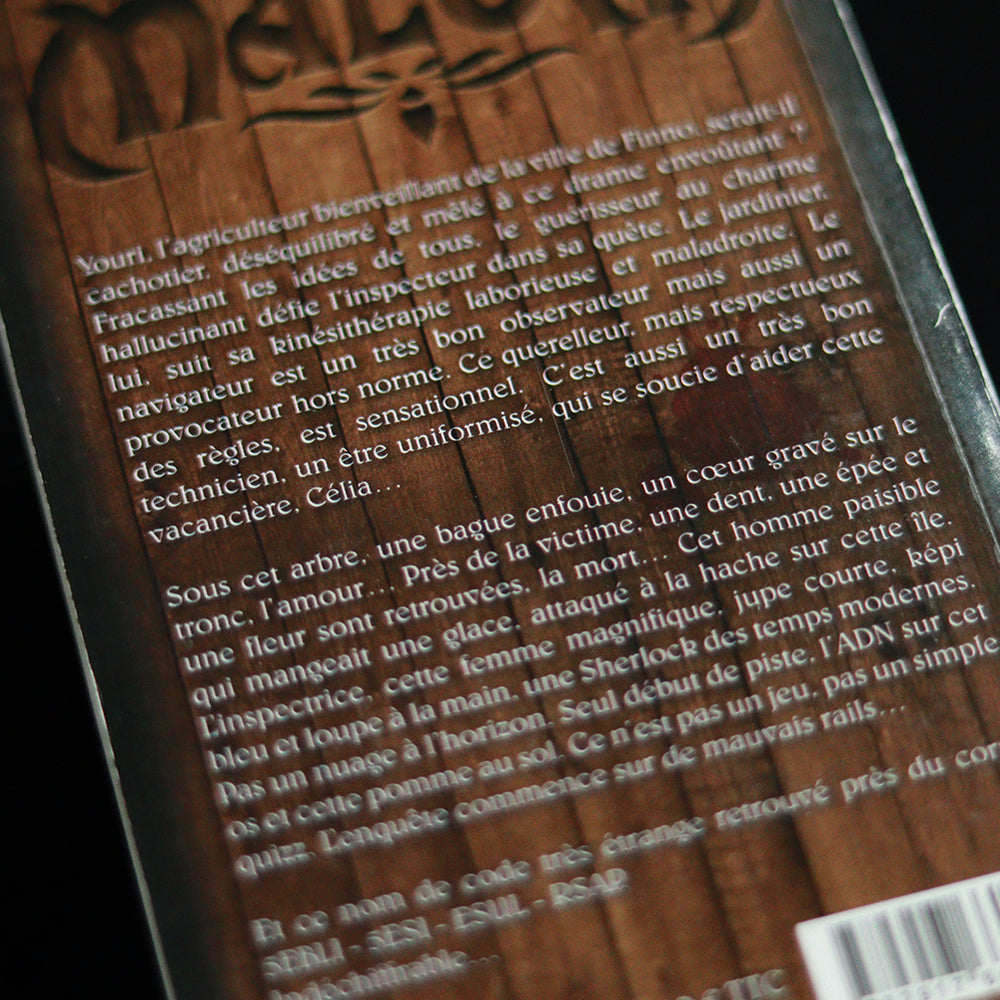 Youri, l'agriculteur bienveillant de la ville de Finno, serait-il
cachotier, déséquilibré et mêlé à ce drame envoûtant ?
Fracassant les idées de tous, le guérisseur au charme
hallucinant défie l'inspecteur dans sa quête. Le jardinier,
lui, suit sa kinésithérapie laborieuse et maladroite. Le
navigateur est un très bon observateur mais aussi un
provocateur hors norme. Ce querelleur, mais respectueux
des règles, est sensationnel. C'est aussi un très bon
technicien, un être uniformisé, qui se soucie d'aider cette
vacancière, Célia...
Sous cet arbre, une bague enfouie, un cœur gravé sur le
tronc, l'amour... Près de la victime, une dent, une épée et
une fleur sont retrouvées, la mort... Cet homme paisible
qui mangeait une glace, attaqué à la hache sur cette île.
L'inspectrice, cette femme magnifique, jupe courte, képi
bleu et loupe à la main, une Sherlock des temps modernes.
Pas un nuage à l'horizon. Seul début de piste, l'ADN sur cet
os et cette pomme au sol. Ce n'est pas un jeu, pas un simple
quizz. L'enquête commence sur de mauvais rails...
Et ce nom de code très étrange retrouvé près du cor
5EBLI - 5ESI - ESUL - RSAP
Indéchiffrable...